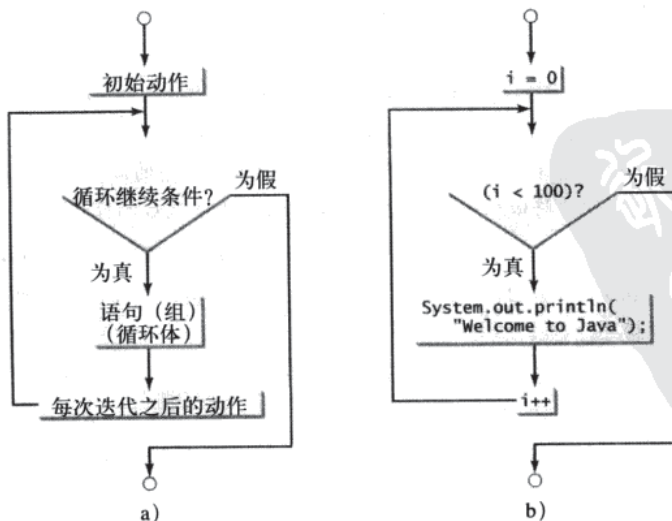 初始动作
循环继续条件?
为假
为真
语句（组）
（循环体）
每次迭代之后的动作
a）
i = 0
(i < 100)?
为假
为真
System.out.println(
"Welcome to Java");
i++
b）